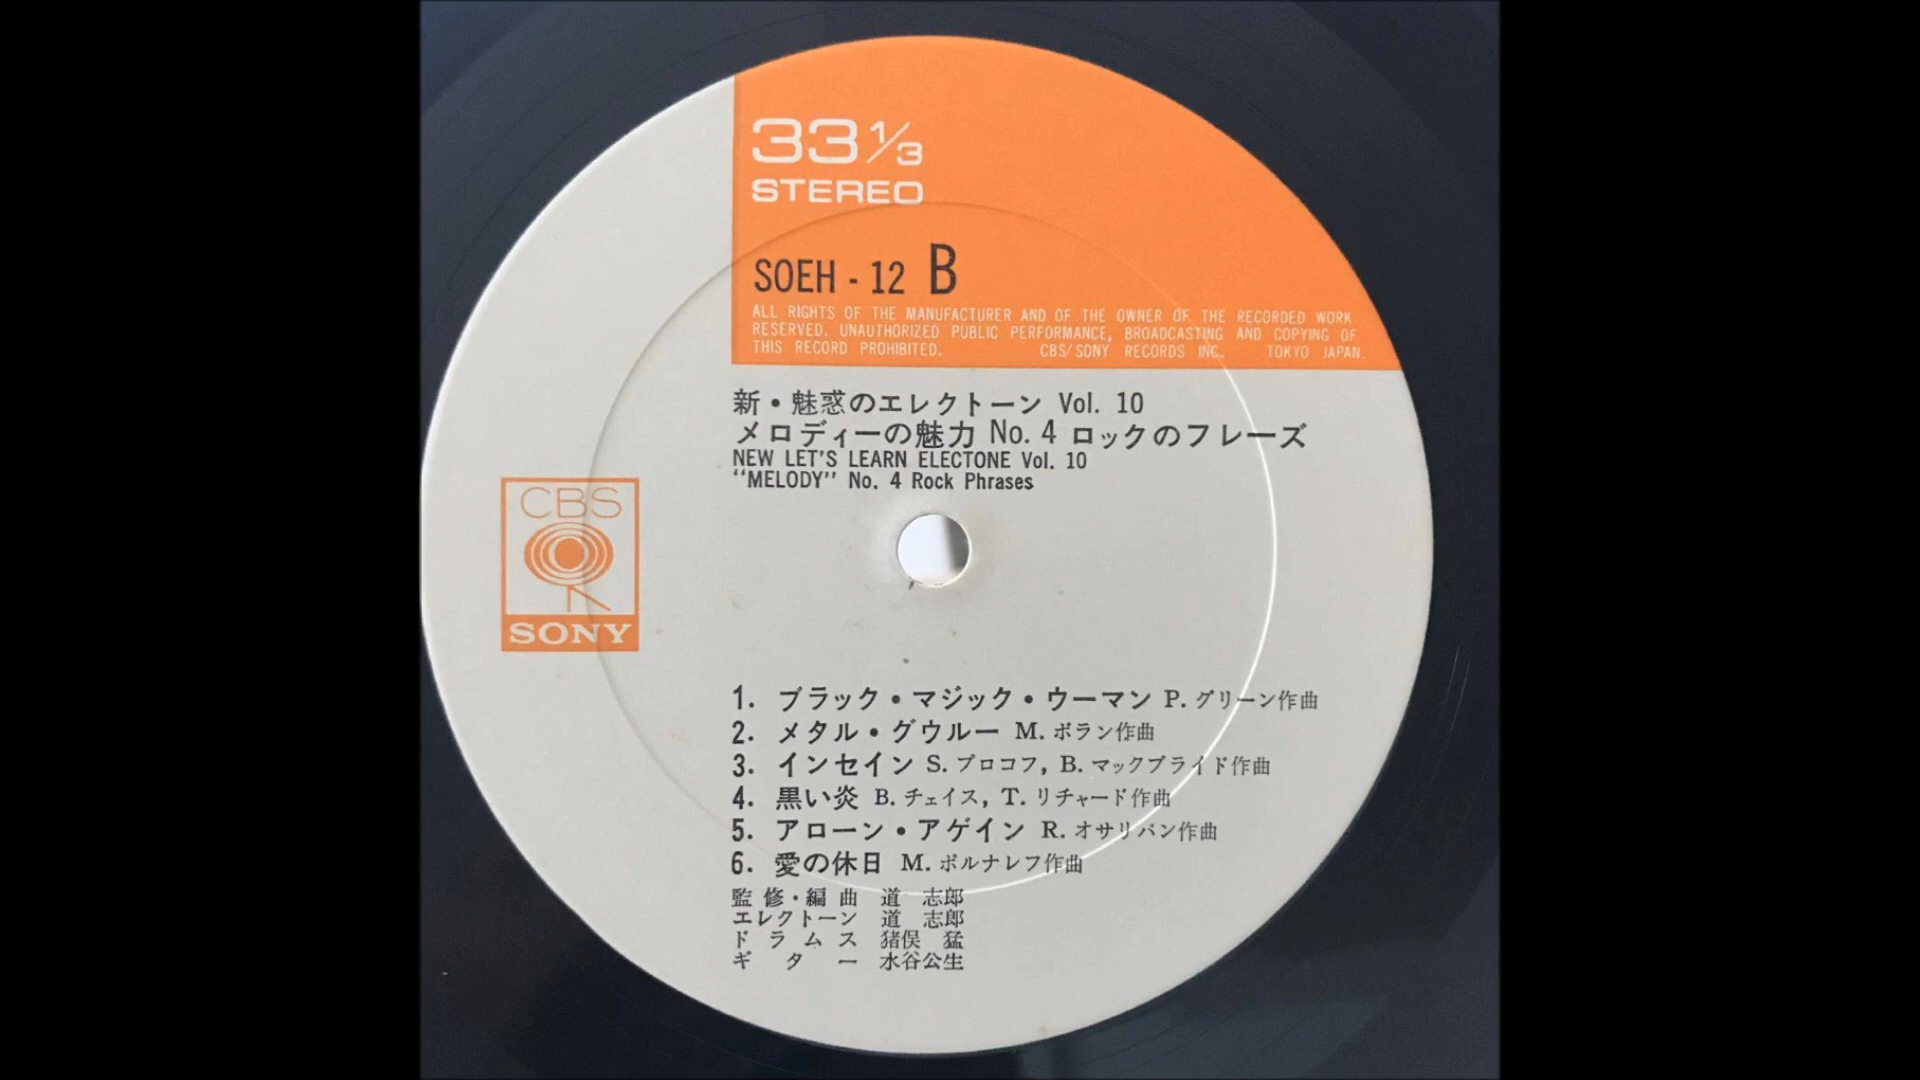 33 1/3
STEREO
SOEH - 12 B
ALL RIGHTS OF THE MANUFACTURER AND OF THE OWNER OF THE RECORDED WORK
RESERVED. UNAUTHORIZED PUBLIC PERFORMANCE, BROADCASTING AND COPYING OF
THIS RECORD PROHIBITED. CBS/SONY RECORDS INC. TOKYO JAPAN.
新・魅惑のエレクトーン Vol. 10
メロディーの魅力 No. 4 ロックのフレーズ
NEW LET'S LEARN ELECTONE Vol. 10
"MELODY" No. 4 Rock Phrases
CBS
SONY
1. ブラック・マジック・ウーマン P. グリーン作曲
2. メタル・グウルー M. ボラン作曲
3. インセイン S. プロコフ, B. マックブライド作曲
4. 黒い炎 B. チェイス, T. リチャード作曲
5. アローン・アゲイン R. オサリバン作曲
6. 愛の休日 M. ポルナレフ作曲
監修・編曲 道 志郎
エレクトーン 道 志郎
ドラムス 猪俣 猛
ギター 水谷公生